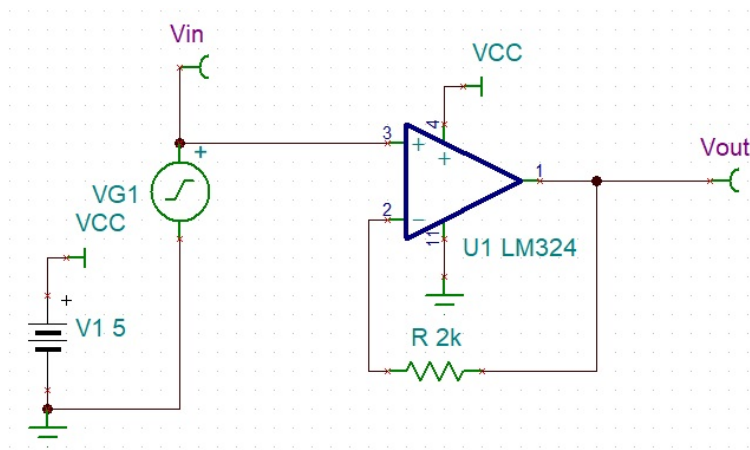 Vin
VCC
3
4
+
+
+
1
Vout
VG1
VCC
2
−
11
U1 LM324
+
V1 5
R 2k